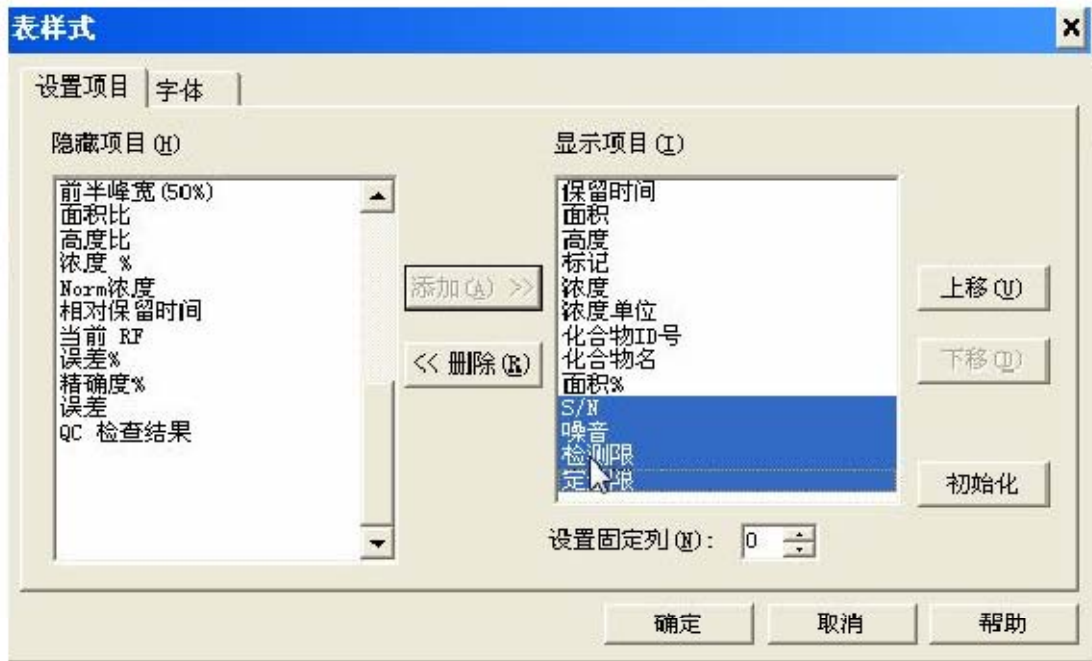 表样式
设置项目
字体
隐藏项目(H)
前半峰宽(50%)
面积比
高度比
浓度 %
Norm浓度
相对保留时间
当前 RF
误差%
精确度%
误差
QC 检查结果
添加(A) >>
<< 删除(R)
显示项目(I)
保留时间
面积
高度
标记
浓度
浓度单位
化合物ID号
化合物名
面积%
S/N
噪音
检测限
定量限
上移(U)
下移(D)
初始化
设置固定列(N):
0
确定
取消
帮助